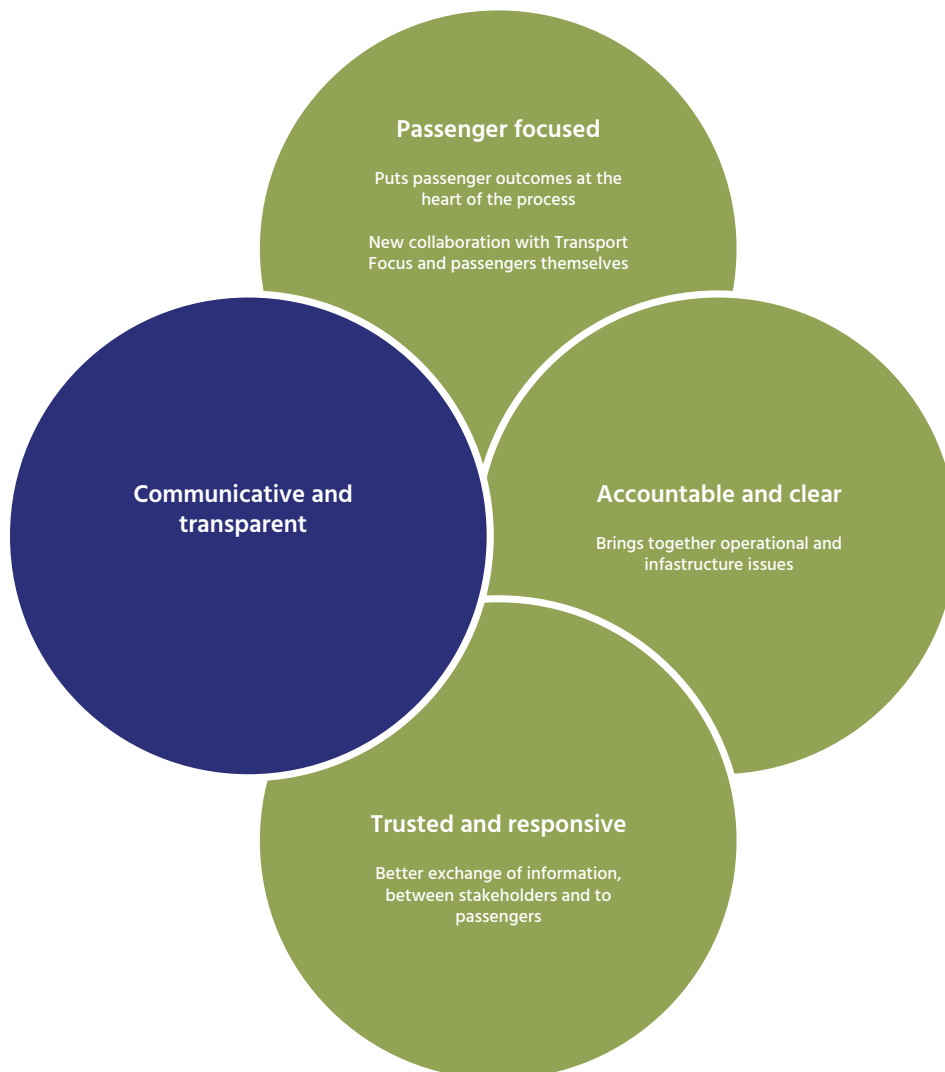 Passenger focused
Puts passenger outcomes at the
heart of the process
New collaboration with Transport
Focus and passengers themselves
Communicative and
transparent
Accountable and clear
Brings together operational and
infastructure issues
Trusted and responsive
Better exchange of information,
between stakeholders and to
passengers